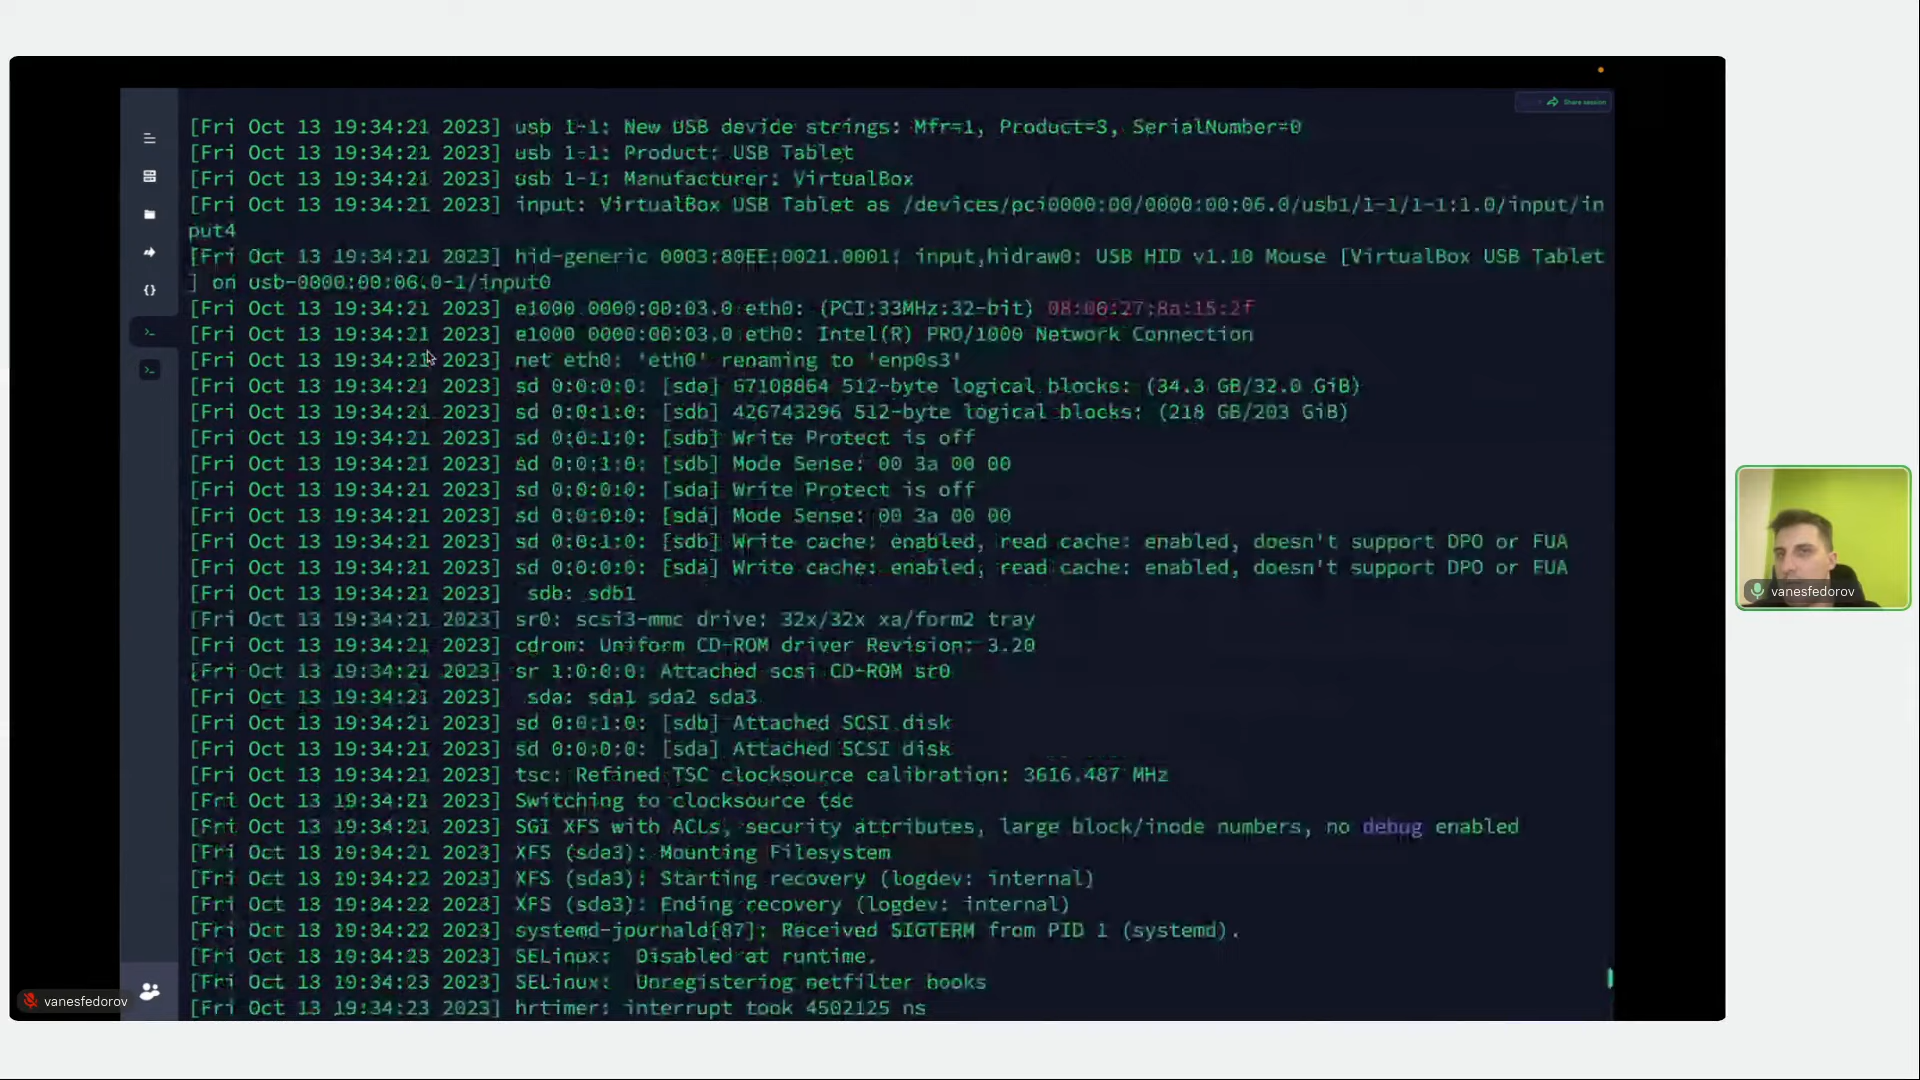 Share session
[Fri Oct 13 19:34:21 2023] usb 1-1: New USB device strings: Mfr=1, Product=3, SerialNumber=0
[Fri Oct 13 19:34:21 2023] usb 1-1: Product: USB Tablet
[Fri Oct 13 19:34:21 2023] usb 1-1: Manufacturer: VirtualBox
[Fri Oct 13 19:34:21 2023] input: VirtualBox USB Tablet as /devices/pci0000:00/0000:00:06.0/usb1/1-1/1-1:1.0/input/in
put4
[Fri Oct 13 19:34:21 2023] hid-generic 0003:80EE:0021.0001: input,hidraw0: USB HID v1.10 Mouse [VirtualBox USB Tablet
] on usb-0000:00:06.0-1/input0
[Fri Oct 13 19:34:21 2023] e1000 0000:00:03.0 eth0: (PCI:33MHz:32-bit) 08:00:27:8a:15:2f
[Fri Oct 13 19:34:21 2023] e1000 0000:00:03.0 eth0: Intel(R) PRO/1000 Network Connection
[Fri Oct 13 19:34:21 2023] net eth0: 'eth0' renaming to 'enp0s3'
[Fri Oct 13 19:34:21 2023] sd 0:0:0:0: [sda] 67108864 512-byte logical blocks: (34.3 GB/32.0 GiB)
[Fri Oct 13 19:34:21 2023] sd 0:0:1:0: [sdb] 426743296 512-byte logical blocks: (218 GB/203 GiB)
[Fri Oct 13 19:34:21 2023] sd 0:0:1:0: [sdb] Write Protect is off
[Fri Oct 13 19:34:21 2023] sd 0:0:1:0: [sdb] Mode Sense: 00 3a 00 00
[Fri Oct 13 19:34:21 2023] sd 0:0:0:0: [sda] Write Protect is off
[Fri Oct 13 19:34:21 2023] sd 0:0:0:0: [sda] Mode Sense: 00 3a 00 00
[Fri Oct 13 19:34:21 2023] sd 0:0:1:0: [sdb] Write cache: enabled, read cache: enabled, doesn't support DPO or FUA
[Fri Oct 13 19:34:21 2023] sd 0:0:0:0: [sda] Write cache: enabled, read cache: enabled, doesn't support DPO or FUA
[Fri Oct 13 19:34:21 2023]  sdb: sdb1
[Fri Oct 13 19:34:21 2023] sr0: scsi3-mmc drive: 32x/32x xa/form2 tray
[Fri Oct 13 19:34:21 2023] cdrom: Uniform CD-ROM driver Revision: 3.20
[Fri Oct 13 19:34:21 2023] sr 1:0:0:0: Attached scsi CD-ROM sr0
[Fri Oct 13 19:34:21 2023]  sda: sda1 sda2 sda3
[Fri Oct 13 19:34:21 2023] sd 0:0:1:0: [sdb] Attached SCSI disk
[Fri Oct 13 19:34:21 2023] sd 0:0:0:0: [sda] Attached SCSI disk
[Fri Oct 13 19:34:21 2023] tsc: Refined TSC clocksource calibration: 3616.487 MHz
[Fri Oct 13 19:34:21 2023] Switching to clocksource tsc
[Fri Oct 13 19:34:21 2023] SGI XFS with ACLs, security attributes, large block/inode numbers, no debug enabled
[Fri Oct 13 19:34:21 2023] XFS (sda3): Mounting Filesystem
[Fri Oct 13 19:34:22 2023] XFS (sda3): Starting recovery (logdev: internal)
[Fri Oct 13 19:34:22 2023] XFS (sda3): Ending recovery (logdev: internal)
[Fri Oct 13 19:34:22 2023] systemd-journald[87]: Received SIGTERM from PID 1 (systemd).
[Fri Oct 13 19:34:23 2023] SELinux:  Disabled at runtime.
[Fri Oct 13 19:34:23 2023] SELinux:  Unregistering netfilter hooks
[Fri Oct 13 19:34:23 2023] hrtimer: interrupt took 4502125 ns
vanesfedorov
vanesfedorov